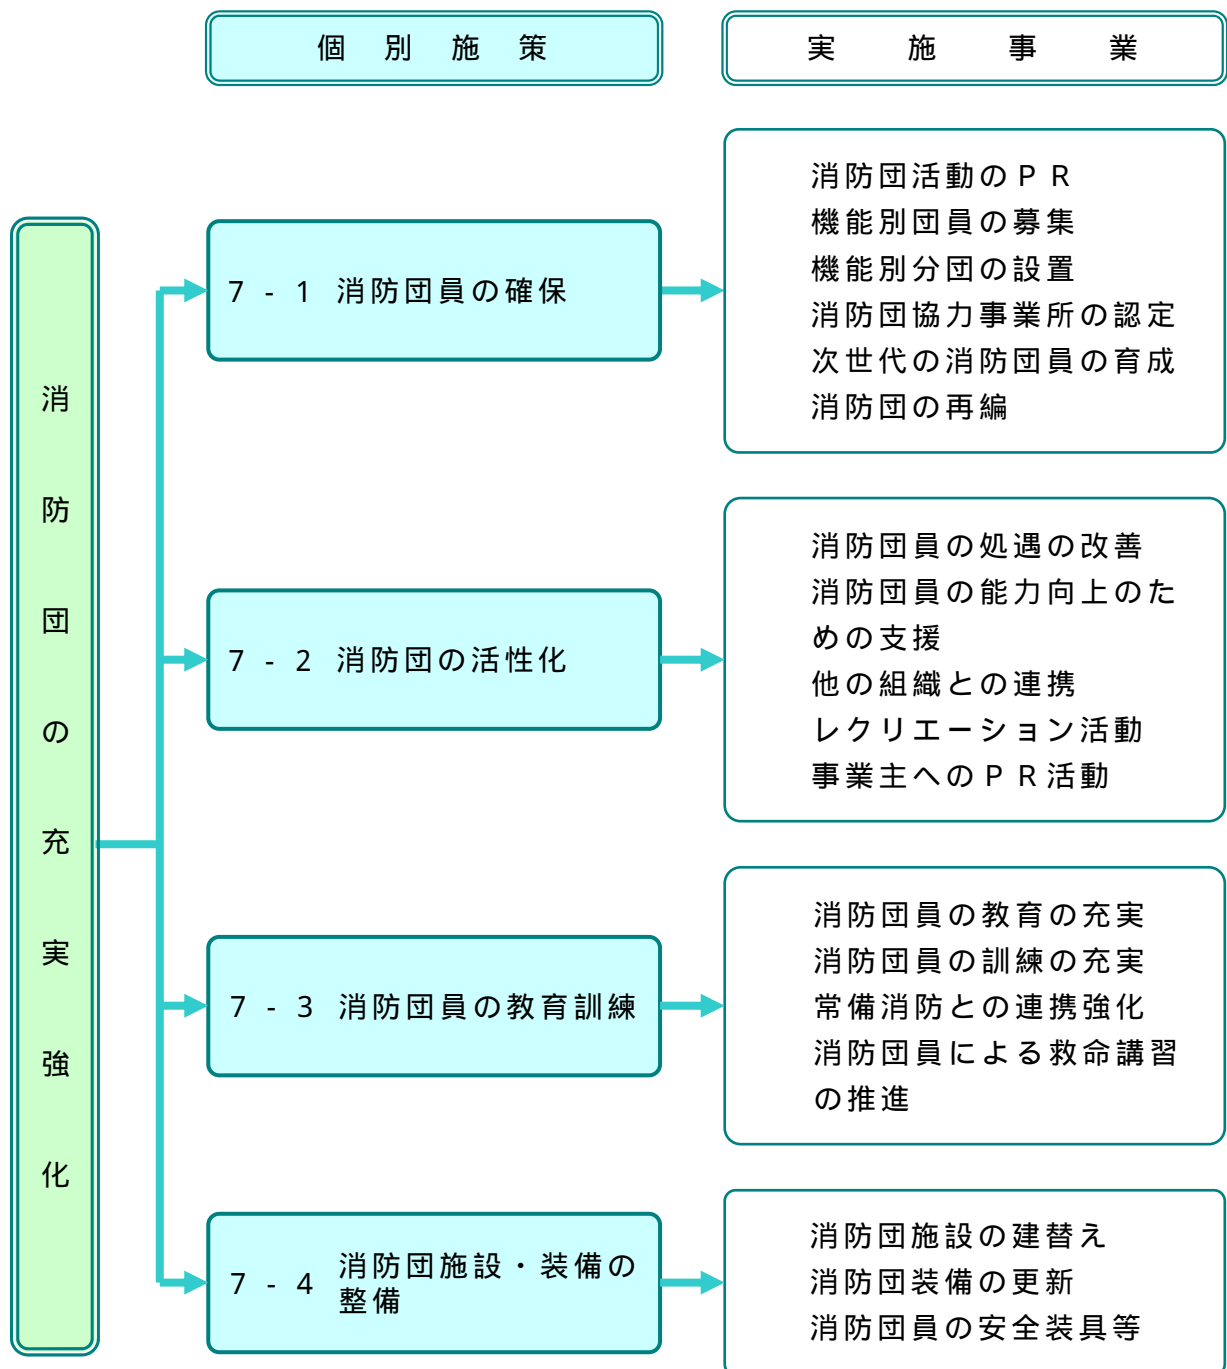 個別施策
実施事業
消防団の充実強化
7-1 消防団員の確保
消防団活動のＰＲ
機能別団員の募集
機能別分団の設置
消防団協力事業所の認定
次世代の消防団員の育成
消防団の再編
7-2 消防団の活性化
消防団員の処遇の改善
消防団員の能力向上のた
めの支援
他の組織との連携
レクリエーション活動
事業主へのＰＲ活動
7-3 消防団員の教育訓練
消防団員の教育の充実
消防団員の訓練の充実
常備消防との連携強化
消防団員による救命講習
の推進
7-4 消防団施設・装備の
整備
消防団施設の建替え
消防団装備の更新
消防団員の安全装具等